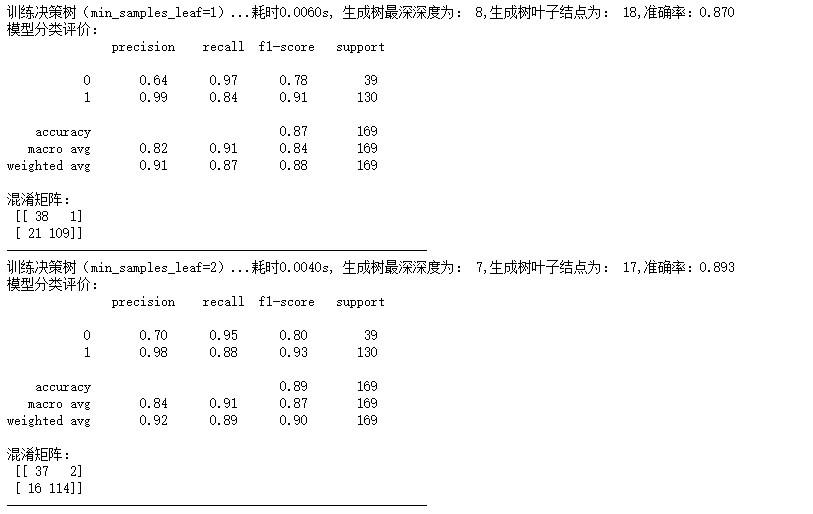 训练决策树（min_samples_leaf=1）...耗时0.0060s, 生成树最深深度为： 8,生成树叶子结点为： 18,准确率：0.870
模型分类评价：
precision recall f1-score support
0 0.64 0.97 0.78 39
1 0.99 0.84 0.91 130
accuracy 0.87 169
macro avg 0.82 0.91 0.84 169
weighted avg 0.91 0.87 0.88 169
混淆矩阵：
[[ 38 1]
[ 21 109]]
训练决策树（min_samples_leaf=2）...耗时0.0040s, 生成树最深深度为： 7,生成树叶子结点为： 17,准确率：0.893
模型分类评价：
precision recall f1-score support
0 0.70 0.95 0.80 39
1 0.98 0.88 0.93 130
accuracy 0.89 169
macro avg 0.84 0.91 0.87 169
weighted avg 0.92 0.89 0.90 169
混淆矩阵：
[[ 37 2]
[ 16 114]]